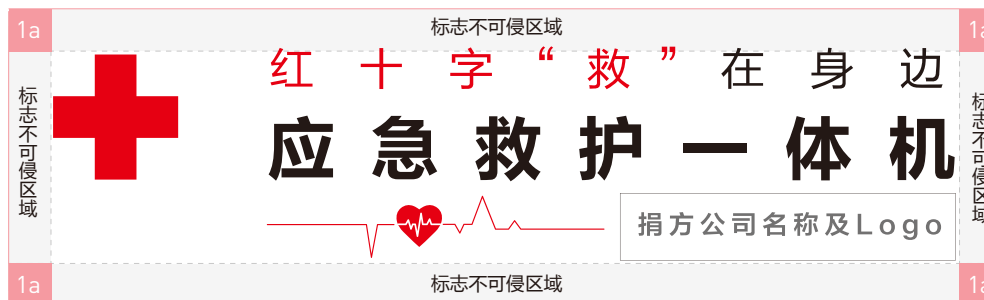 1a
标志不可侵区域
1a
标志不可侵区域
红十字“救”在身边
应急救护一体机
捐方公司名称及Logo
标志不可侵区域
1a
标志不可侵区域
1a